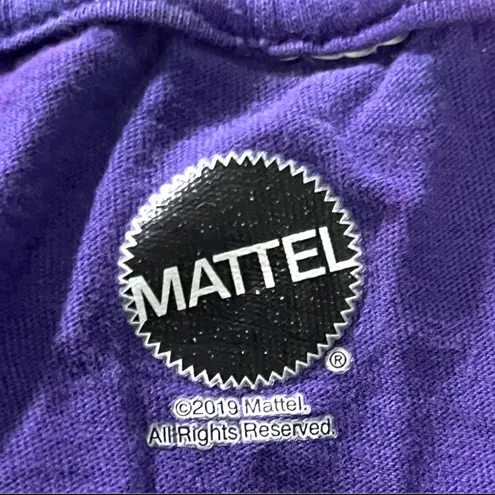 MATTEL
®
©2019 Mattel.
All Rights Reserved.